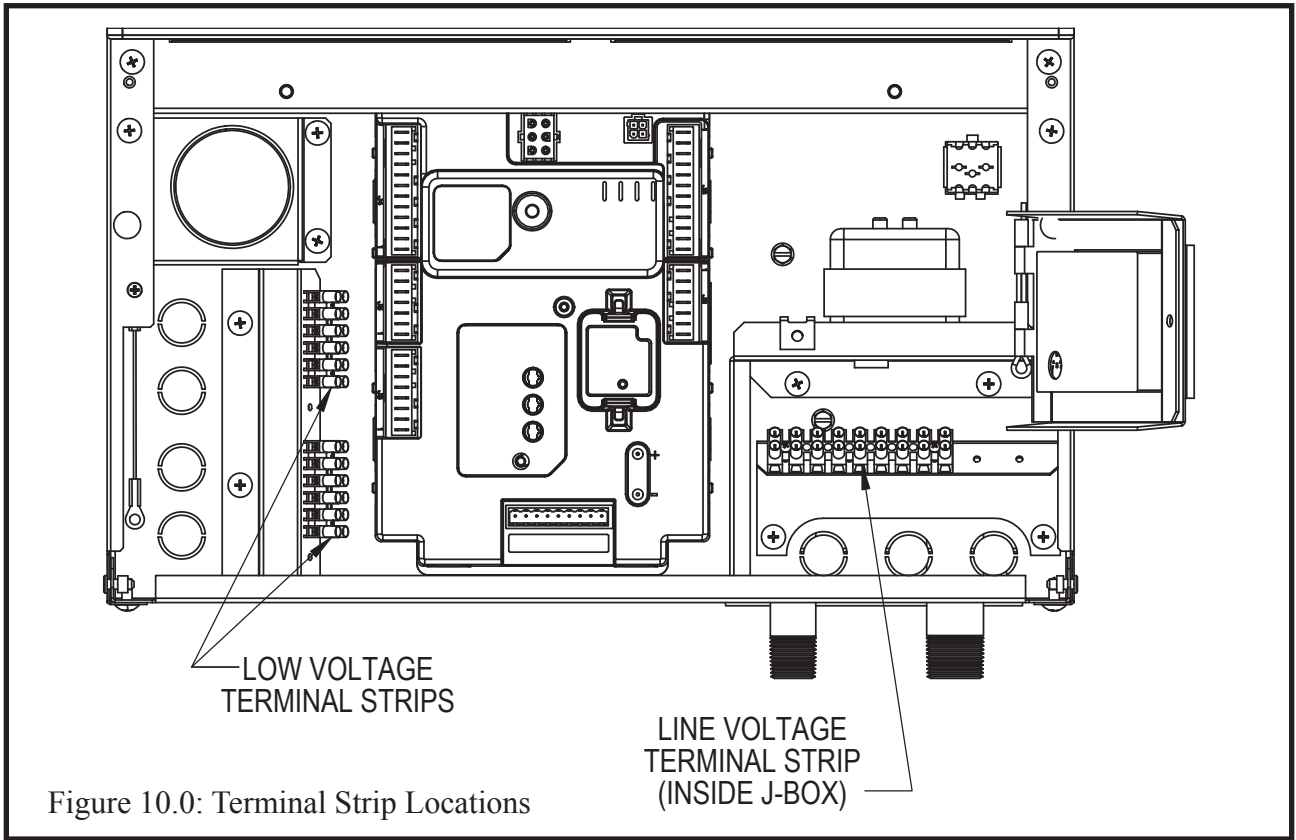 LOW VOLTAGE
TERMINAL STRIPS
LINE VOLTAGE
TERMINAL STRIP
(INSIDE J-BOX)
Figure 10.0: Terminal Strip Locations